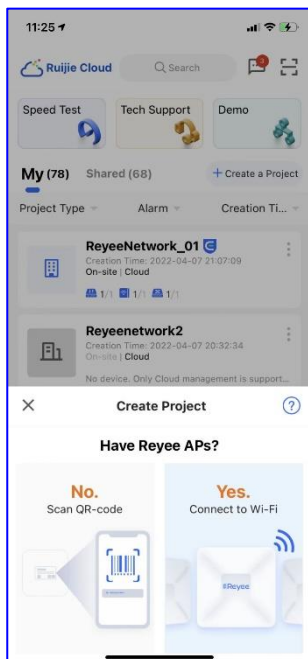 11:25
Ruijie Cloud
Search
Speed Test
Tech Support
Demo
My (78) Shared (68) + Create a Project
Project Type Alarm Creation Ti...
ReyeeNetwork_01
Creation Time: 2022-04-07 21:07:09
On-site | Cloud
1/1 1/1 1/1
Reyeenetwork2
Creation Time: 2022-04-07 20:32:34
On-site | Cloud
No device. Only Cloud management is support...
Create Project
Have Reyee APs?
No.
Scan QR-code
Yes.
Connect to Wi-Fi
Reyee